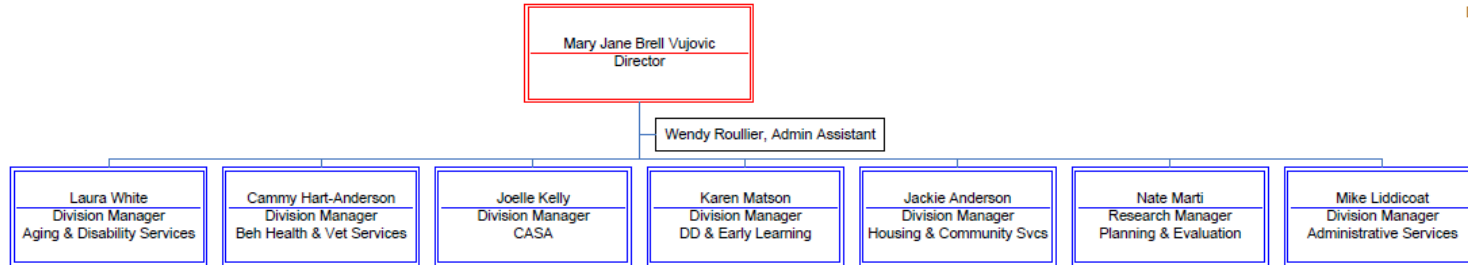 Mary Jane Brell Vujovic
Director
Wendy Roullier, Admin Assistant
Laura White
Division Manager
Aging & Disability Services
Cammy Hart-Anderson
Division Manager
Beh Health & Vet Services
Joelle Kelly
Division Manager
CASA
Karen Matson
Division Manager
DD & Early Learning
Jackie Anderson
Division Manager
Housing & Community Svcs
Nate Marti
Research Manager
Planning & Evaluation
Mike Liddicoat
Division Manager
Administrative Services